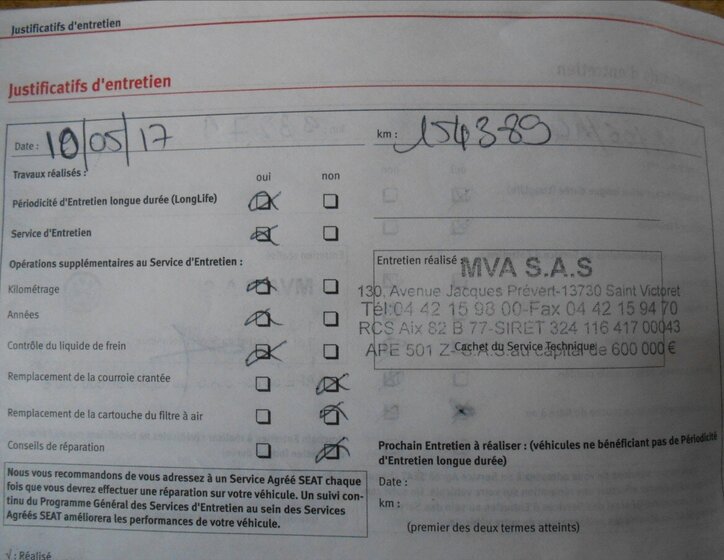 Justificatifs d'entretien
Justificatifs d'entretien
Date : 10/05/17
km : 154389
Travaux réalisés :
oui non
Périodicité d'Entretien longue durée (LongLife)
Service d'Entretien
Opérations supplémentaires au Service d'Entretien :
Kilométrage
Années
Contrôle du liquide de frein
Remplacement de la courroie crantée
Remplacement de la cartouche du filtre à air
Conseils de réparation
Nous vous recommandons de vous adressez à un Service Agréé SEAT chaque
fois que vous devrez effectuer une réparation sur votre véhicule. Un suivi con-
tinu du Programme Général des Services d'Entretien au sein des Services
Agréés SEAT améliorera les performances de votre véhicule.
√ : Réalisé
Entretien réalisé
MVA S.A.S
130, Avenue Jacques Prévert-13730 Saint Victoret
Tél:04 42 15 98 00-Fax 04 42 15 94 70
RCS Aix 82 B 77-SIRET 324 116 417 00043
APE 501 Z- S.A.S.au capital de 600 000 €
Cachet du Service Technique
Prochain Entretien à réaliser : (véhicules ne bénéficiant pas de Périodicité
d'Entretien longue durée)
Date :
km :
(premier des deux termes atteints)